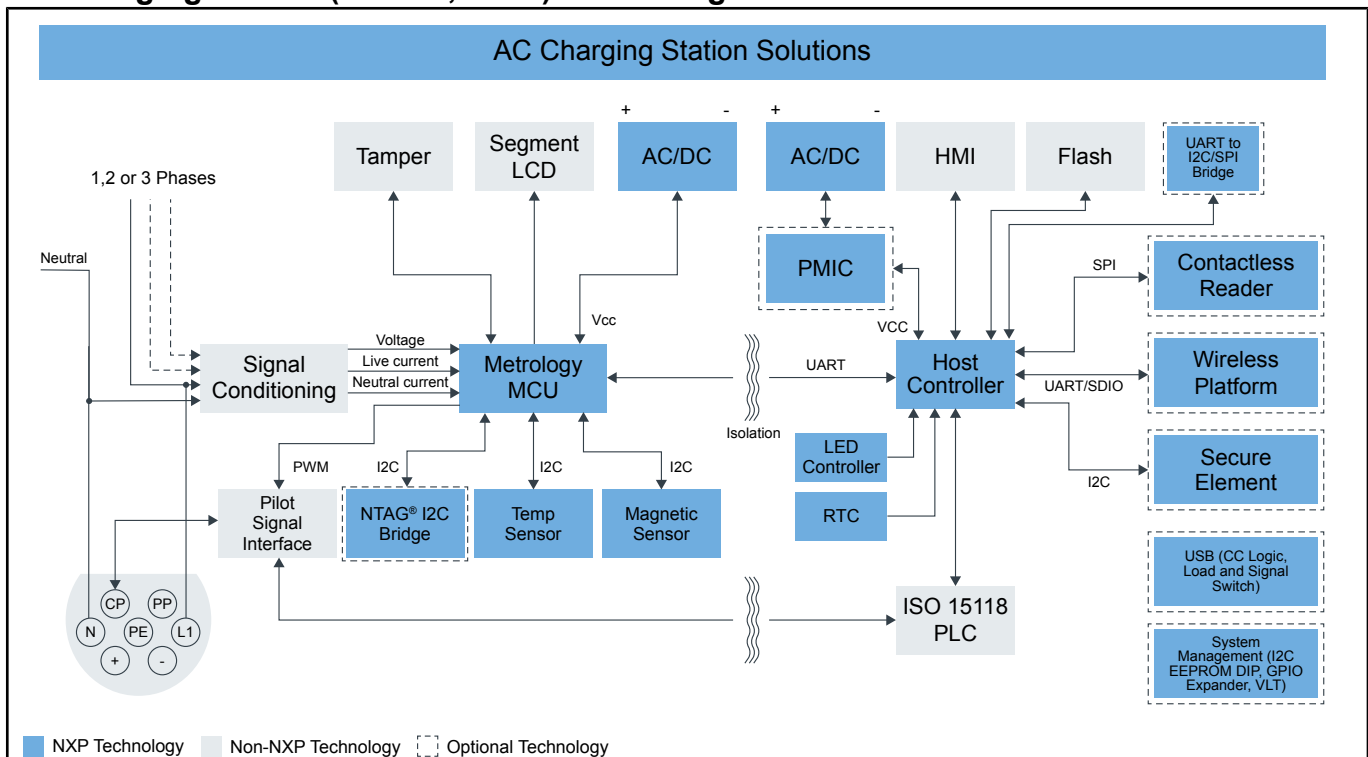 AC Charging Station Solutions
+
-
+
-
Tamper
Segment
LCD
AC/DC
AC/DC
HMI
Flash
UART to
I2C/SPI
Bridge
1,2 or 3 Phases
Neutral
PMIC
SPI
Contactless
Reader
Vcc
VCC
Signal
Conditioning
Voltage
Live current
Neutral current
Metrology
MCU
UART
Host
Controller
UART/SDIO
Wireless
Platform
Isolation
LED
Controller
I2C
Secure
Element
PWM
I2C
I2C
I2C
Pilot
Signal
Interface
NTAG® I2C
Bridge
Temp
Sensor
Magnetic
Sensor
RTC
USB (CC Logic,
Load and Signal
Switch)
CP
PP
N
PE
L1
+
-
ISO 15118
PLC
System
Management (I2C
EEPROM DIP, GPIO
Expander, VLT)
NXP Technology
Non-NXP Technology
Optional Technology